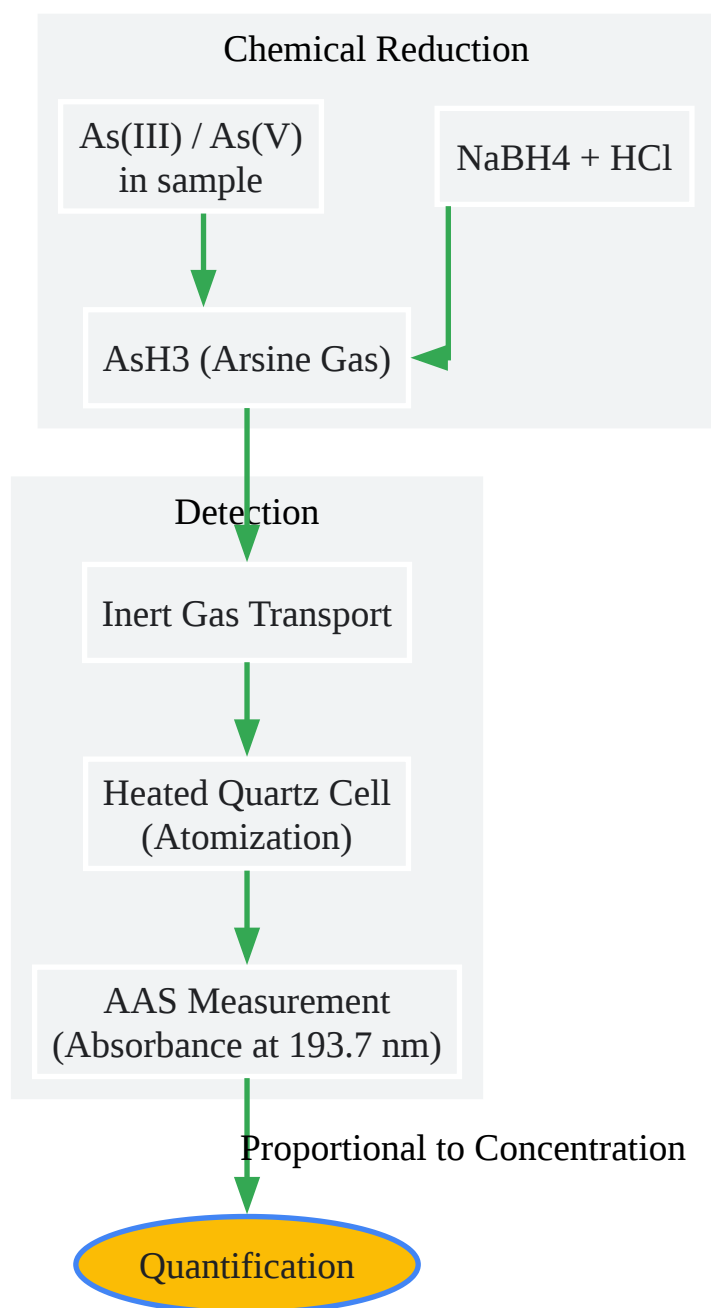 Chemical Reduction
As(III) / As(V)
in sample
NaBH4 + HCl
AsH3 (Arsine Gas)
Detection
Inert Gas Transport
Heated Quartz Cell
(Atomization)
AAS Measurement
(Absorbance at 193.7 nm)
Proportional to Concentration
Quantification